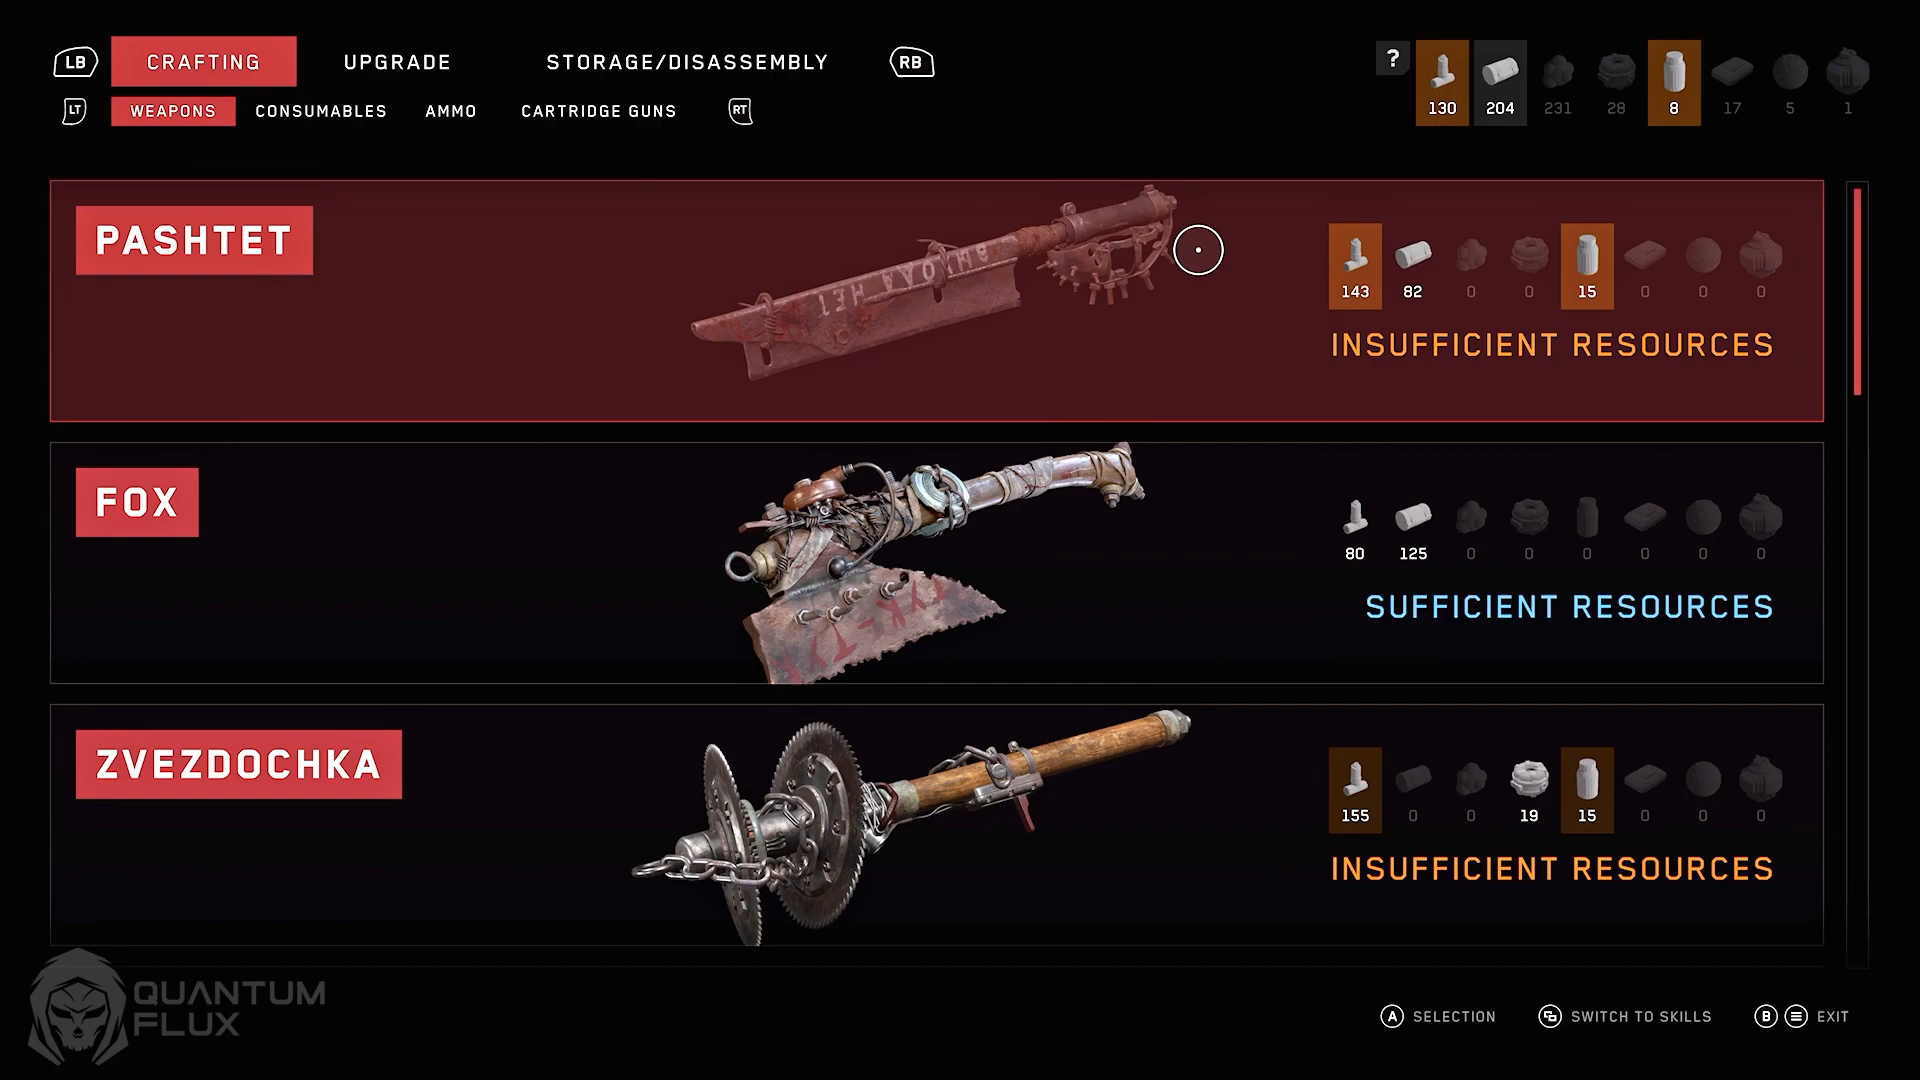 LB CRAFTING UPGRADE STORAGE/DISASSEMBLY RB
LT WEAPONS CONSUMABLES AMMO CARTRIDGE GUNS RT
?
130 204 231 28 8 17 5 1
PASHTET
143 82 0 0 15 0 0 0
INSUFFICIENT RESOURCES
FOX
80 125 0 0 0 0 0 0
SUFFICIENT RESOURCES
ZVEZDOCHKA
155 0 0 19 15 0 0 0
INSUFFICIENT RESOURCES
QUANTUM
FLUX
A SELECTION SWITCH TO SKILLS B EXIT